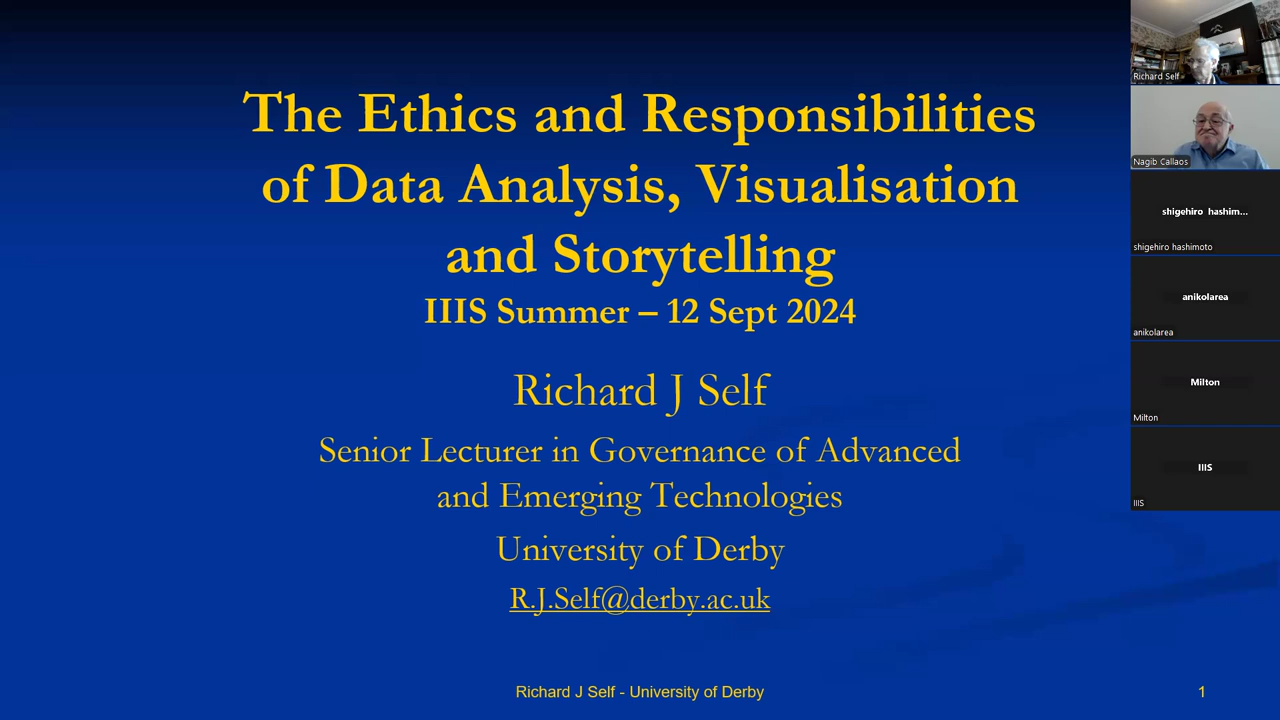 The Ethics and Responsibilities
of Data Analysis, Visualisation
and Storytelling
IIIS Summer – 12 Sept 2024
Richard J Self
Senior Lecturer in Governance of Advanced
and Emerging Technologies
University of Derby
R.J.Self@derby.ac.uk
Richard J Self - University of Derby
1
Richard Self
Nagib Callaos
shigehiro hashim...
shigehiro hashimoto
anikolarea
anikolarea
Milton
Milton
IIIS
IIIS